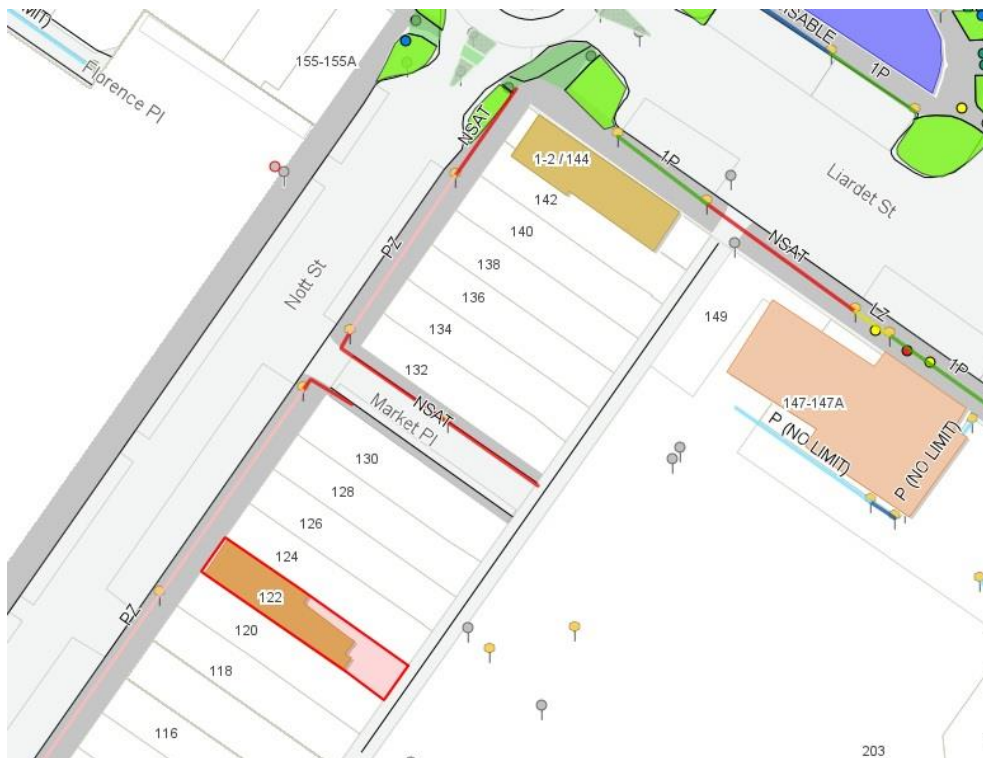 IMIT)
Florence Pl
155-155A
NSAT
ISABLE
1P
1P
1-2 / 144
Liardet St
142
140
PZ
138
NSAT
Nott St
136
134
149
LZ
132
1P
NSAT
Market Pl
147-147A
P (NO LIMIT)
P (NO LIMIT)
130
128
126
124
122
PZ
120
118
116
203